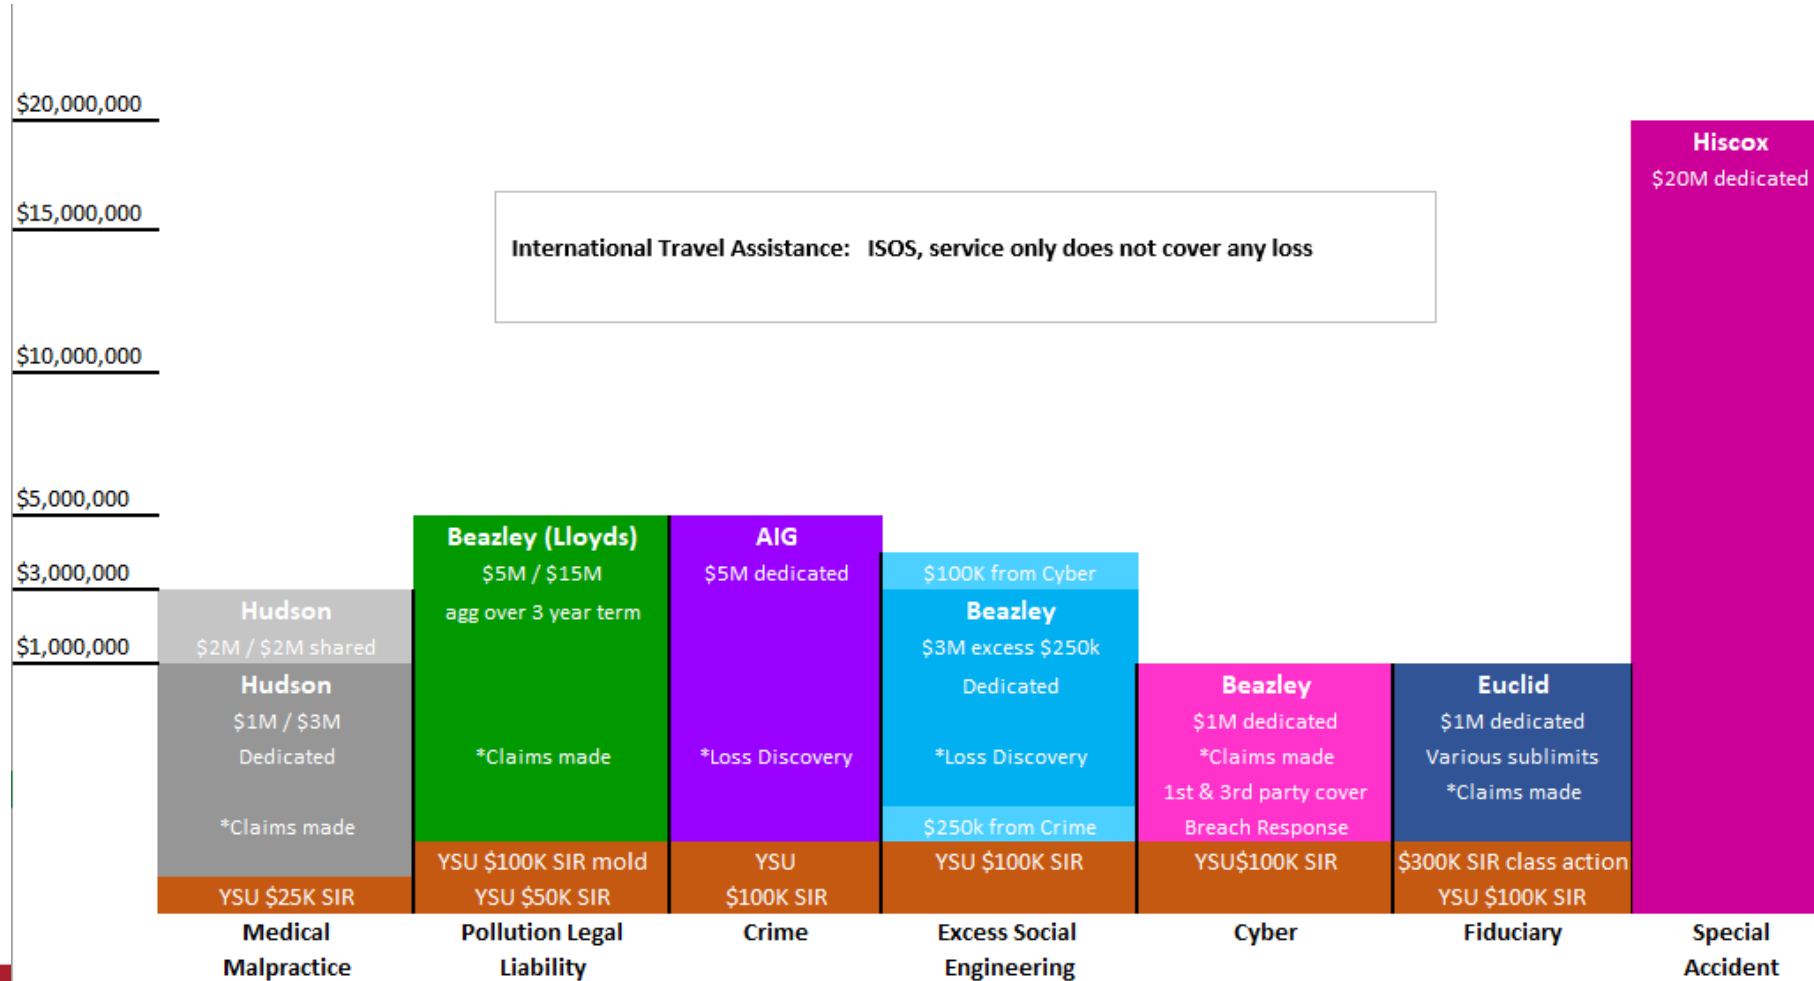 $20,000,000
$15,000,000
$10,000,000
$5,000,000
$3,000,000
$1,000,000
International Travel Assistance:   ISOS, service only does not cover any loss
Hudson
$2M / $2M shared
Hudson
$1M / $3M
Dedicated
*Claims made
YSU $25K SIR
Medical
Malpractice
Beazley (Lloyds)
$5M / $15M
agg over 3 year term
*Claims made
YSU $100K SIR mold
YSU $50K SIR
Pollution Legal
Liability
AIG
$5M dedicated
*Loss Discovery
YSU
$100K SIR
Crime
$100K from Cyber
Beazley
$3M excess $250k
Dedicated
*Loss Discovery
$250k from Crime
YSU $100K SIR
Excess Social
Engineering
Beazley
$1M dedicated
*Claims made
1st & 3rd party cover
Breach Response
YSU$100K SIR
Cyber
Euclid
$1M dedicated
Various sublimits
*Claims made
$300K SIR class action
YSU $100K SIR
Fiduciary
Hiscox
$20M dedicated
Special
Accident